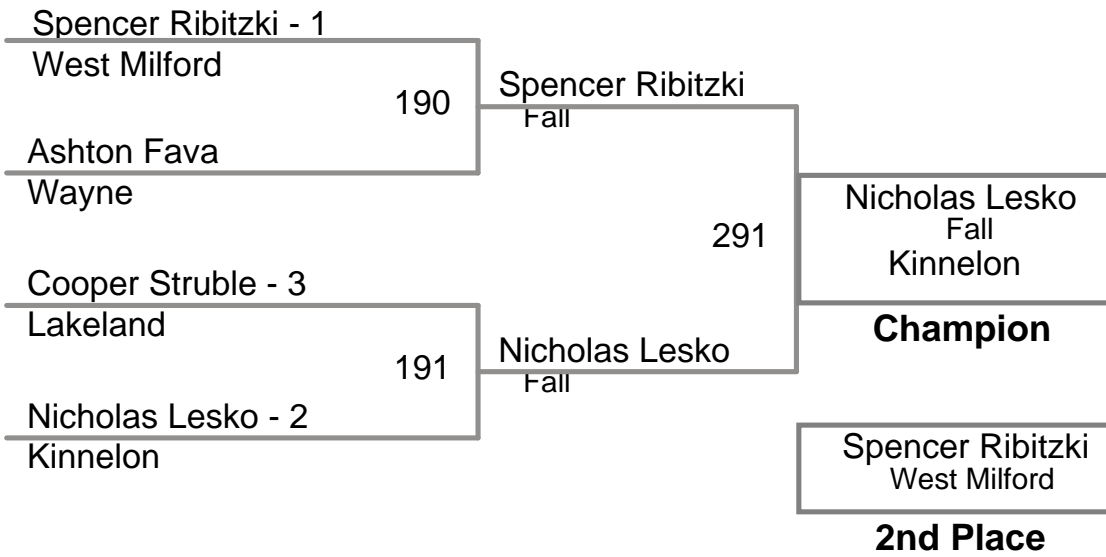 Spencer Ribitzki - 1
West Milford
190
Ashton Fava
Wayne
Spencer Ribitzki
Fall
Cooper Struble - 3
Lakeland
191
Nicholas Lesko - 2
Kinnelon
Nicholas Lesko
Fall
291
Nicholas Lesko
Fall
Kinnelon
Champion
Spencer Ribitzki
West Milford
2nd Place